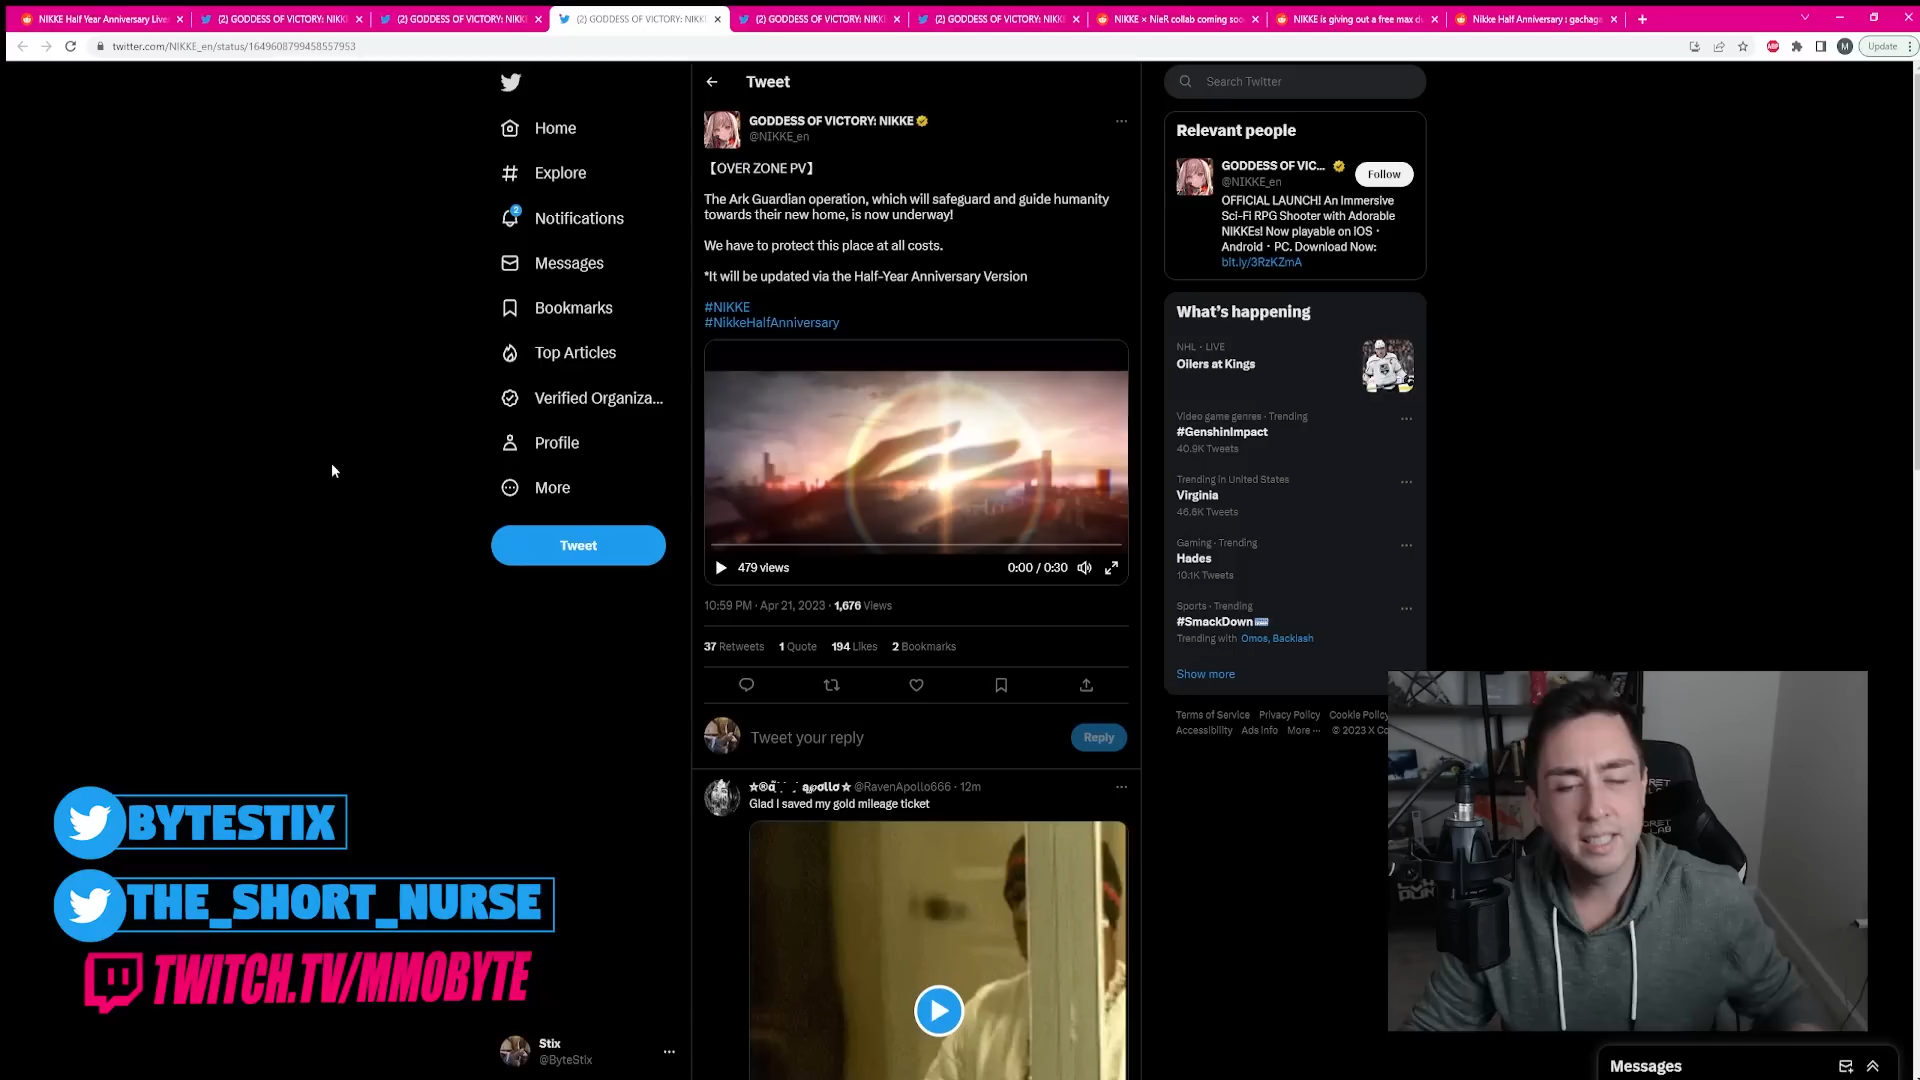 NIKKE Half Year Anniversary Live
(2) GODDESS OF VICTORY: NIKKE
(2) GODDESS OF VICTORY: NIKKE
(2) GODDESS OF VICTORY: NIKKE
(2) GODDESS OF VICTORY: NIKKE
(2) GODDESS OF VICTORY: NIKKE
NIKKE × NieR collab coming soo
NIKKE is giving out a free max d
Nikke Half Anniversary : gachaga
twitter.com/NIKKE_en/status/1649608799458557953
ABP
M
Update
Home
Explore
2
Notifications
Messages
Bookmarks
Top Articles
Verified Organiza...
Profile
More
Tweet
Tweet
GODDESS OF VICTORY: NIKKE
@NIKKE_en
【OVER ZONE PV】
The Ark Guardian operation, which will safeguard and guide humanity
towards their new home, is now underway!
We have to protect this place at all costs.
*It will be updated via the Half-Year Anniversary Version
#NIKKE
#NikkeHalfAnniversary
479 views
0:00 / 0:30
10:59 PM · Apr 21, 2023 · 1,676 Views
37 Retweets 1 Quote 194 Likes 2 Bookmarks
Tweet your reply
Reply
@RavenApollo666 · 12m
Glad I saved my gold mileage ticket
Search Twitter
Relevant people
GODDESS OF VIC...
@NIKKE_en
Follow
OFFICIAL LAUNCH! An Immersive
Sci-Fi RPG Shooter with Adorable
NIKKEs! Now playable on iOS・
Android・PC. Download Now:
bit.ly/3RzKZmA
What's happening
NHL · LIVE
Oilers at Kings
Video game genres · Trending
#GenshinImpact
40.9K Tweets
Trending in United States
Virginia
46.6K Tweets
Gaming · Trending
Hades
10.1K Tweets
Sports · Trending
#SmackDown
Trending with Omos, Backlash
Show more
Terms of Service Privacy Policy Cookie Policy
Accessibility Ads info More ··· © 2023 X Co
BYTESTIX
THE_SHORT_NURSE
TWITCH.TV/MMOBYTE
Stix
@ByteStix
Messages